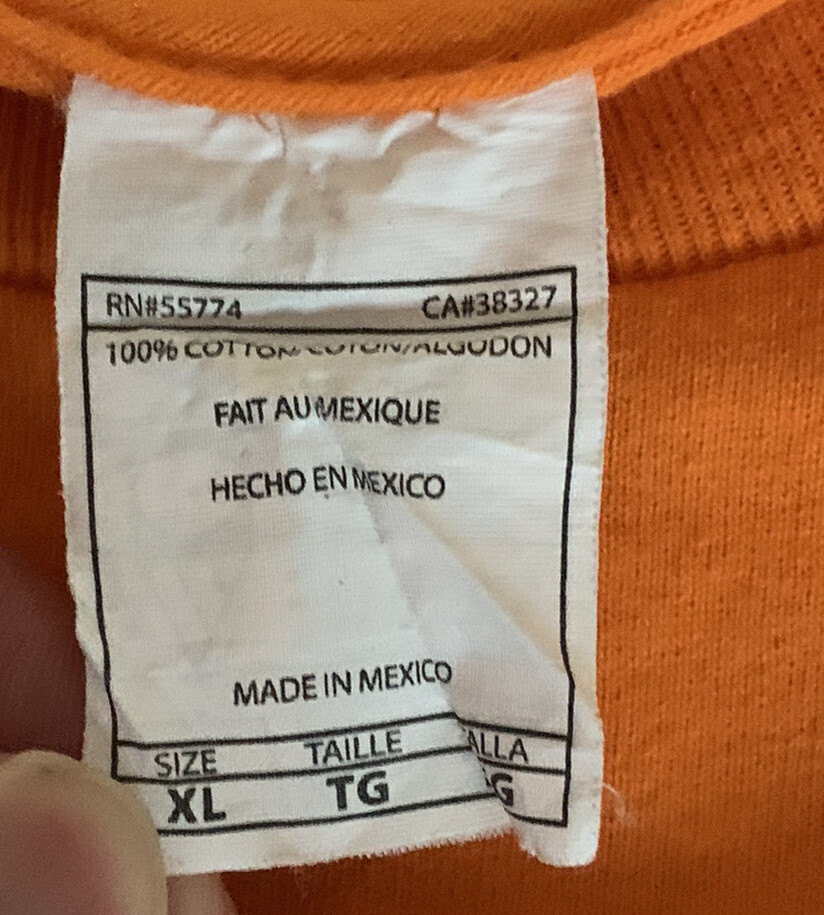 RN#55774 CA#38327
100% COTTON COTON/ALGODON
FAIT AU MEXIQUE
HECHO EN MEXICO
MADE IN MEXICO
SIZE TAILLE
XL TG